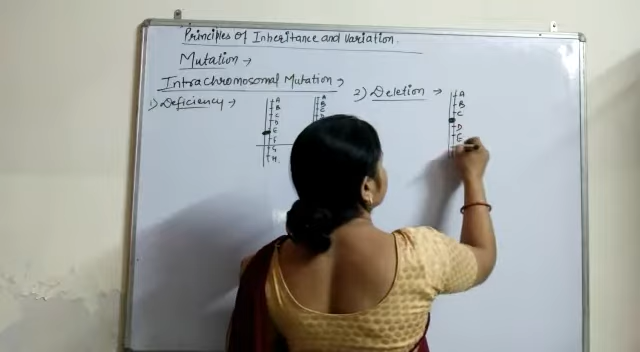 Principles of Inheritance and Variation.
Mutation →
Intrachromosomal Mutation →
1) Deficiency →
A
B
C
D
E
F
G
H
A
B
C
D
2) Deletion →
A
B
C
D
E